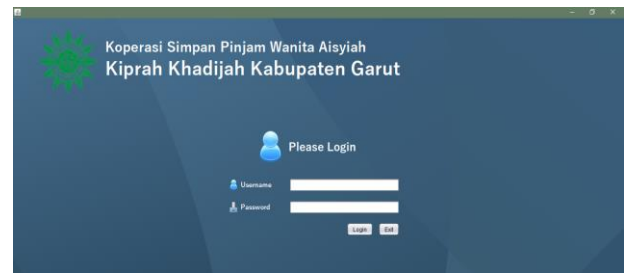 Koperasi Simpan Pinjam Wanita Aisyiah
Kiprah Khadijah Kabupaten Garut
Please Login
Username
Password
Login Exit